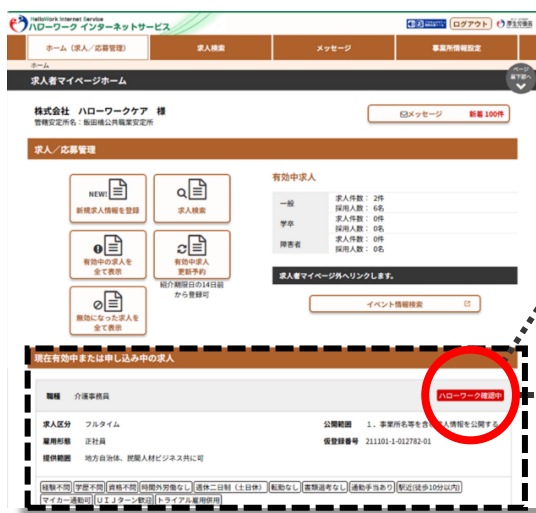 HelloWork Internet Service
ハローワーク インターネットサービス
ログアウト
ホーム（求人／応募管理） 求人検索 メッセージ 事業所情報設定
ホーム
ページ
最下部へ
求人者マイページホーム
株式会社 ハローワークケア 様
管轄安定所名：飯田橋公共職業安定所
メッセージ 新着 100件
求人／応募管理
NEW!
新規求人情報を登録
求人検索
有効中の求人を
全て表示
有効中求人
更新予約
紹介期限日の14日前
から登録可
無効になった求人を
全て表示
有効中求人
一般 求人件数： 2件
採用人数： 6名
学卒 求人件数： 0件
採用人数： 0名
障害者 求人件数： 0件
採用人数： 0名
求人者マイページ外へリンクします。
イベント情報検索
現在有効中または申し込み中の求人
職種 介護事務員
ハローワーク確認中
求人区分 フルタイム
公開範囲 1．事業所名等を含む求人情報を公開する
雇用形態 正社員
仮登録番号 211101-1-012782-01
提供範囲 地方自治体、民間人材ビジネス共に可
経験不問 学歴不問 資格不問 時間外労働なし 週休二日制（土日休） 転勤なし 書類選考なし 通勤手当あり 駅近(徒歩10分以内)
マイカー通勤可 ＵＩＪターン歓迎 トライアル雇用併用